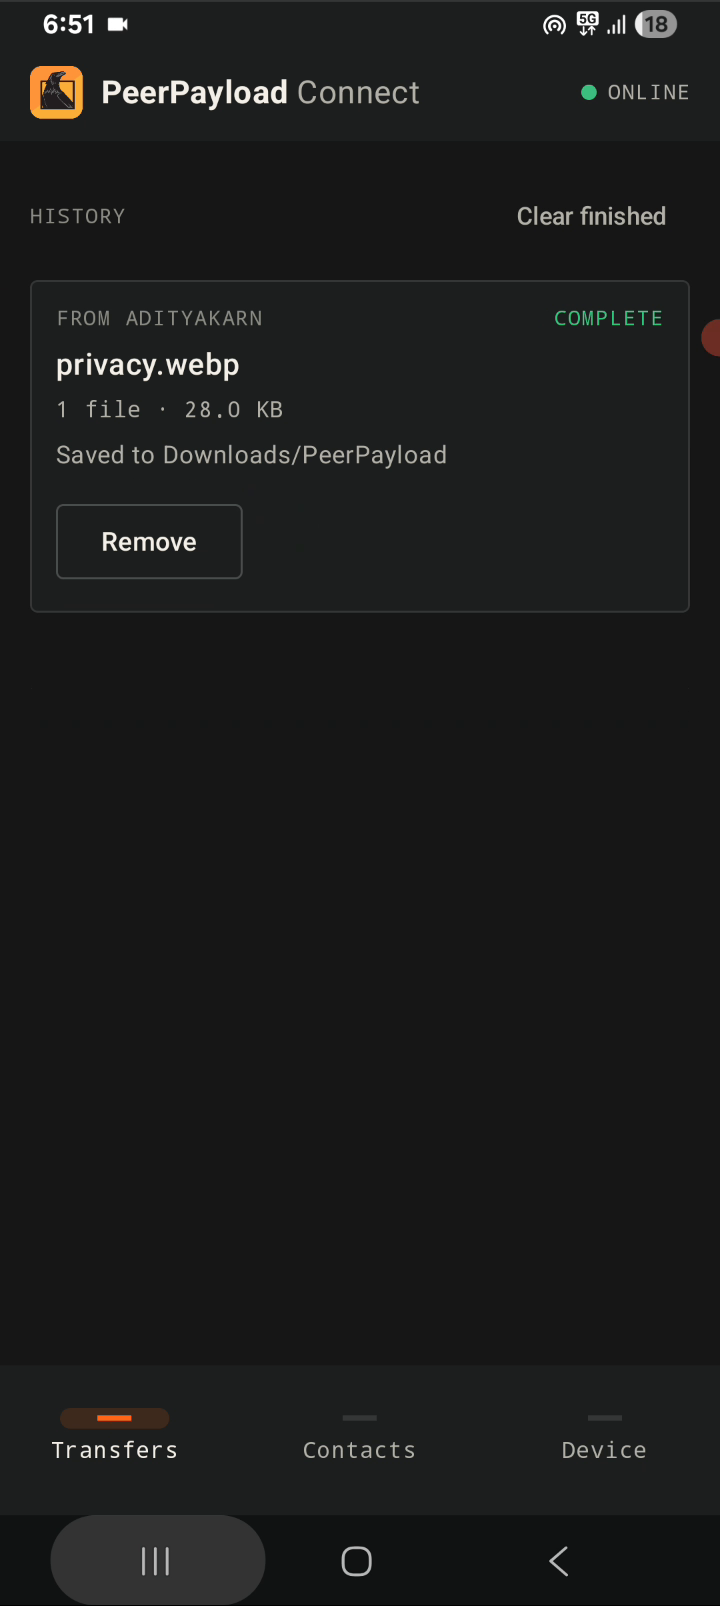 6:51
5G
18
PeerPayload Connect
ONLINE
HISTORY
Clear finished
FROM ADITYAKARN
COMPLETE
privacy.webp
1 file · 28.0 KB
Saved to Downloads/PeerPayload
Remove
Transfers
Contacts
Device